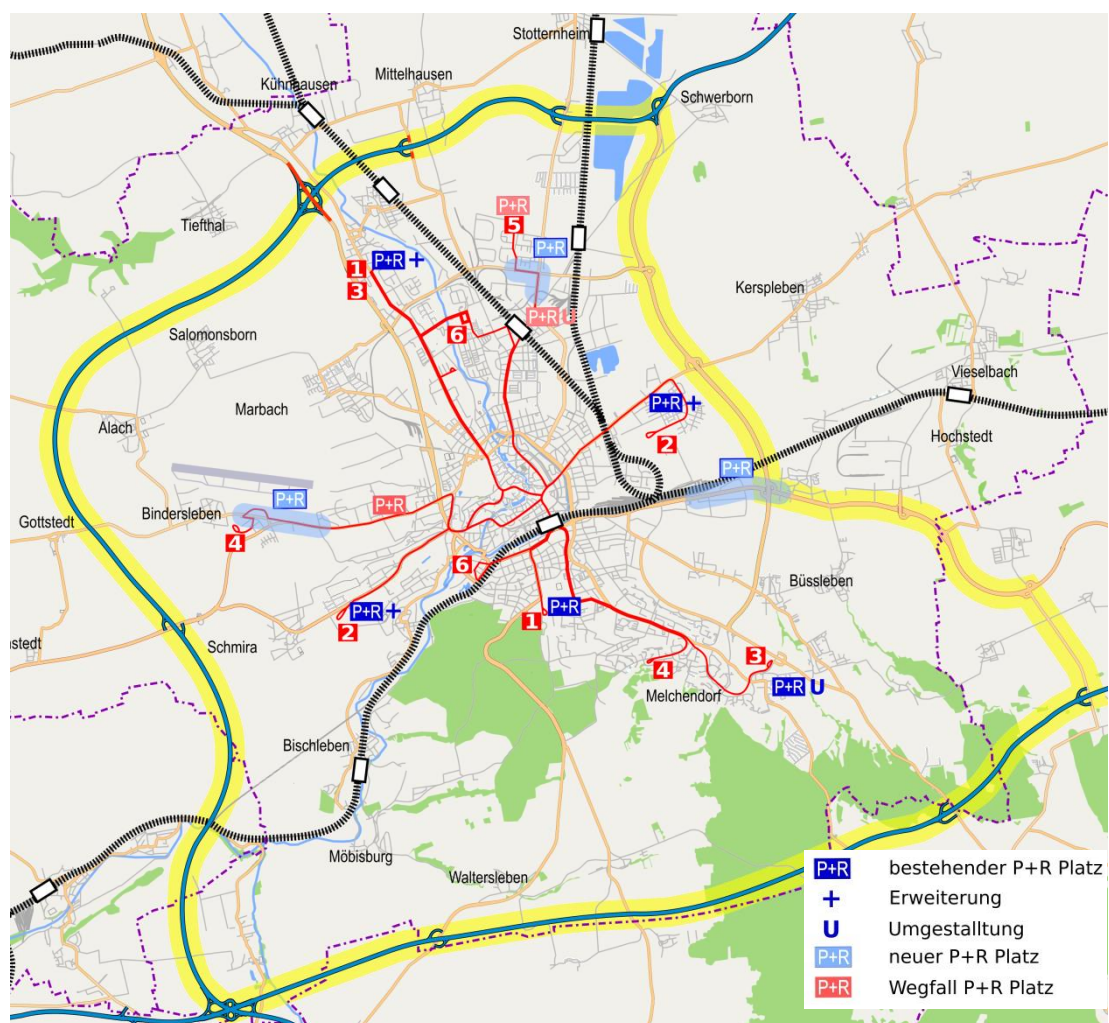 Stotternheim
Mittelhausen
Kühnhausen
Schwerborn
P+R
5
Tiefthal
P+R
1
P+R +
3
Kerspleben
P+R U
6
Salomonsborn
Vieselbach
Marbach
P+R +
Alach
2
Hochstedt
P+R
P+R
P+R
Bindersleben
Gottstedt
4
6
Büssleben
2
P+R +
1
P+R
nstedt
Schmira
3
4
P+R U
Melchendorf
Bischleben
Möbisburg
Waltersleben
P+R bestehender P+R Platz
+ Erweiterung
U Umgestalltung
P+R neuer P+R Platz
P+R Wegfall P+R Platz